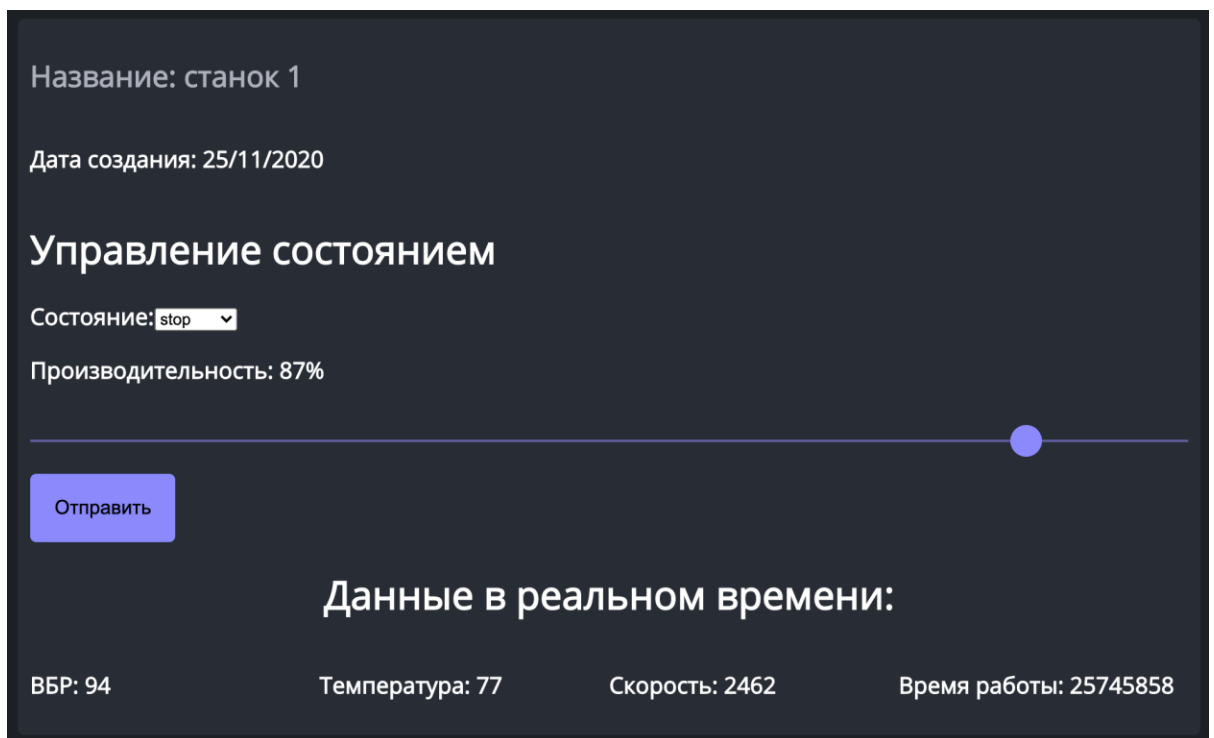 Название: станок 1
Дата создания: 25/11/2020
Управление состоянием
Состояние: stop
Производительность: 87%
Отправить
Данные в реальном времени:
ВБР: 94 Температура: 77 Скорость: 2462 Время работы: 25745858